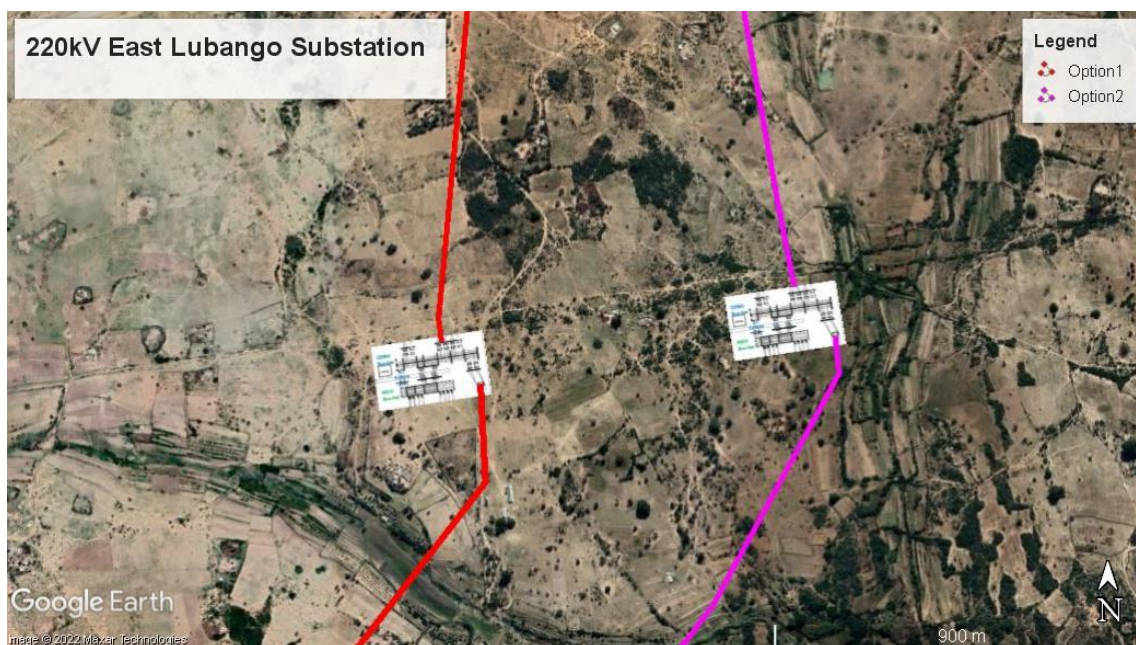 220kV East Lubango Substation
Legend
Option1
Option2
Google Earth
Image © 2022 Maxar Technologies
900 m
N